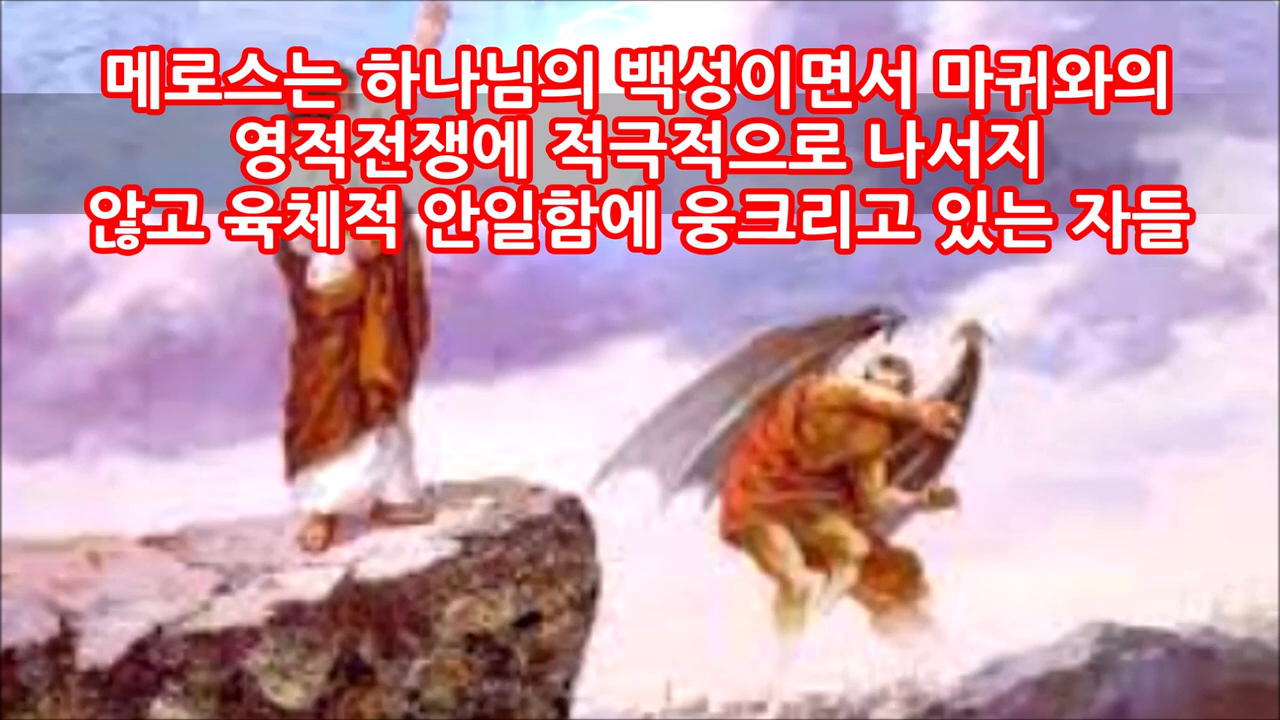 메로스는 하나님의 백성이면서 마귀와의
영적전쟁에 적극적으로 나서지
않고 육체적 안일함에 웅크리고 있는 자들